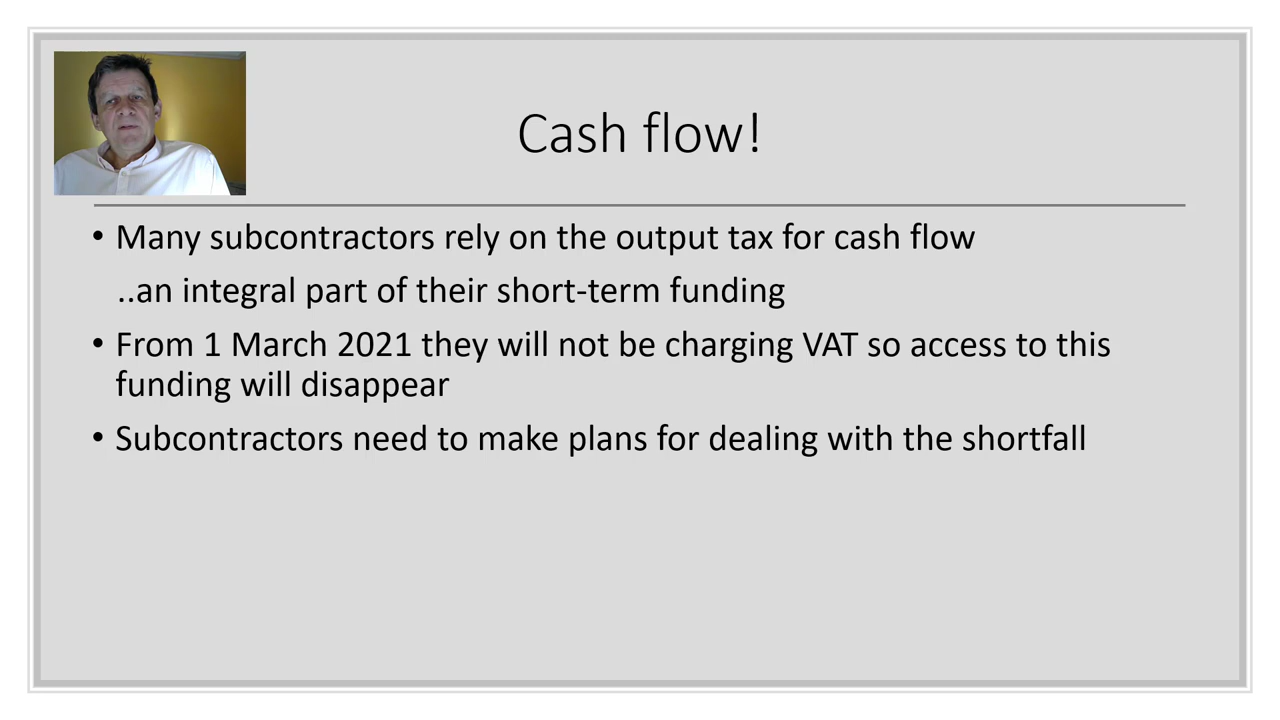 Cash flow!
• Many subcontractors rely on the output tax for cash flow
..an integral part of their short-term funding
• From 1 March 2021 they will not be charging VAT so access to this
funding will disappear
• Subcontractors need to make plans for dealing with the shortfall